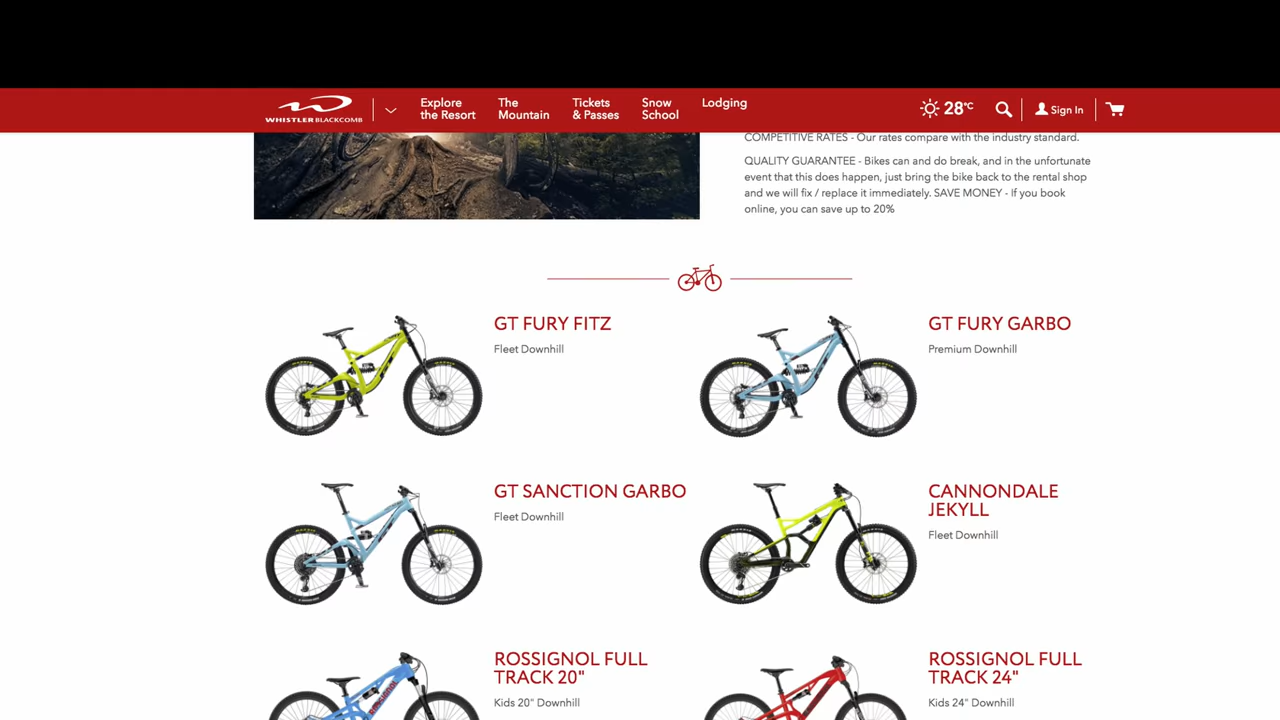 WHISTLERBLACKCOMB
Explore
the Resort
The
Mountain
Tickets
& Passes
Snow
School
Lodging
28°C
Sign In
COMPETITIVE RATES - Our rates compare with the industry standard.
QUALITY GUARANTEE - Bikes can and do break, and in the unfortunate
event that this does happen, just bring the bike back to the rental shop
and we will fix / replace it immediately. SAVE MONEY - If you book
online, you can save up to 20%
GT FURY FITZ
Fleet Downhill
GT FURY GARBO
Premium Downhill
GT SANCTION GARBO
Fleet Downhill
CANNONDALE
JEKYLL
Fleet Downhill
ROSSIGNOL FULL
TRACK 20"
Kids 20" Downhill
ROSSIGNOL
ROSSIGNOL FULL
TRACK 24"
Kids 24" Downhill